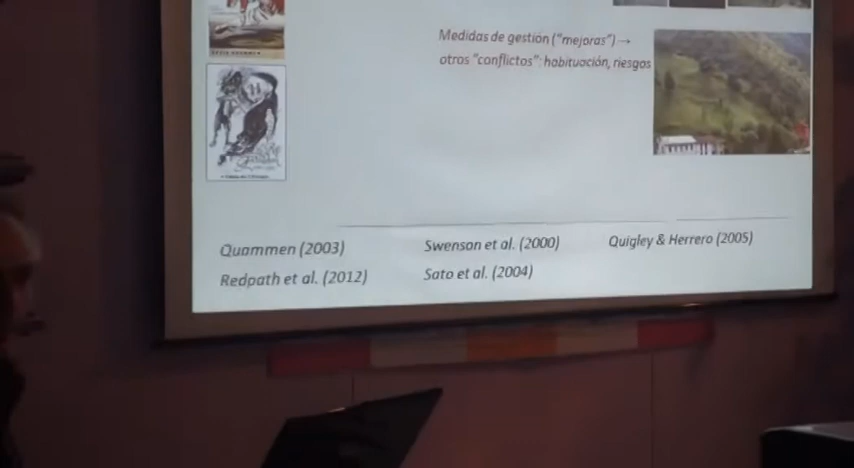 Medidas de gestión ("mejoras") →
otros "conflictos": habituación, riesgos
Quammen (2003)
Swenson et al. (2000)
Quigley & Herrero (2005)
Redpath et al. (2012)
Sato et al. (2004)